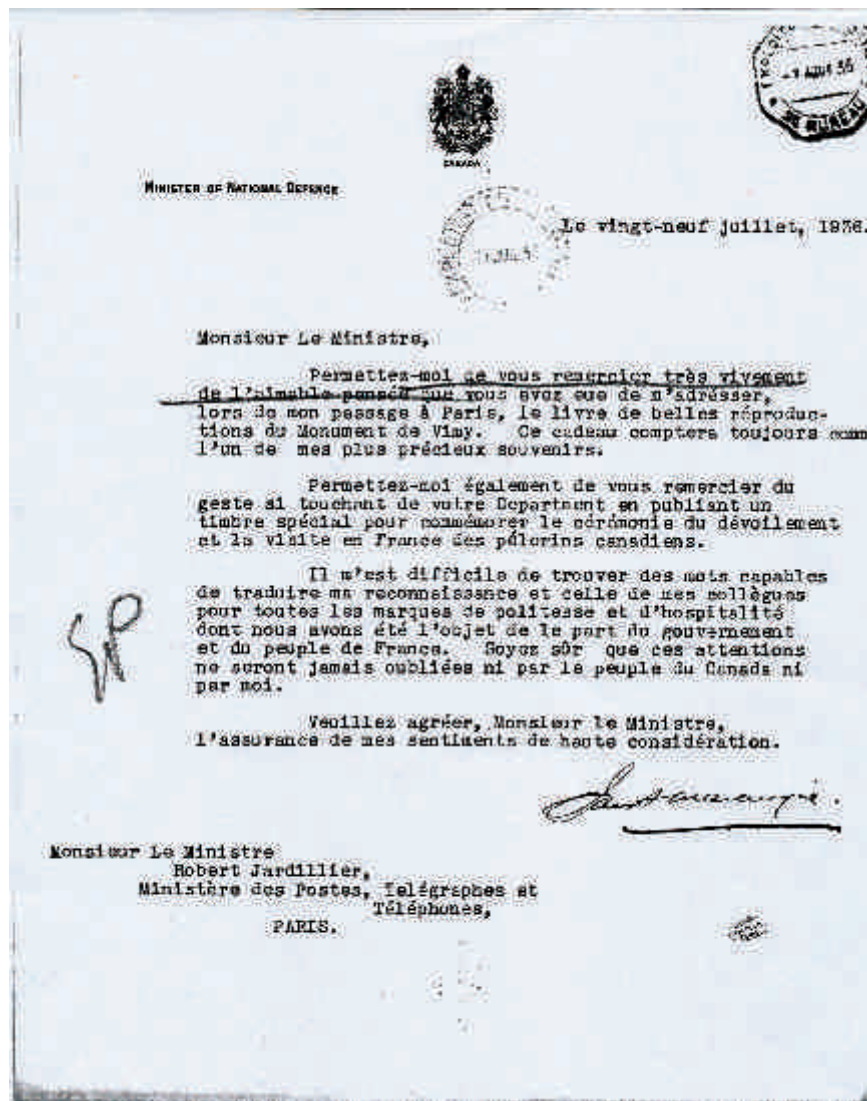 CANADA
MINISTER OF NATIONAL DEFENCE
Le vingt-neuf juillet, 1936.
Monsieur Le Ministre,
Permettez-moi de vous remercier très vivement
de l'aimable pensée que vous avez eue de m'adresser,
lors de mon passage à Paris, le livre de belles réproduc-
tions du Monument de Vimy. Ce cadeau comptera toujours comm
l'un de mes plus précieux souvenirs.
Permettez-moi également de vous remercier du
geste si touchant de votre Department en publiant un
timbre spécial pour commémorer le cérémonie du dévoilement
et la visite en France des pélerins canadiens.
Il m'est difficile de trouver des mots capables
de traduire ma reconnaissance et celle de mes collègues
pour toutes les marques de politesse et d'hospitalité
dont nous avons été l'objet de la part du gouvernement
et du peuple de France. Soyez sûr que ces attentions
ne seront jamais oubliées ni par le peuple du Canada ni
par moi.
Veuillez agréer, Monsieur le Ministre,
l'assurance de mes sentiments de haute considération.
Monsieur Le Ministre
Robert Jardillier,
Ministère des Postes, Telégraphes et
Téléphones,
PARIS.